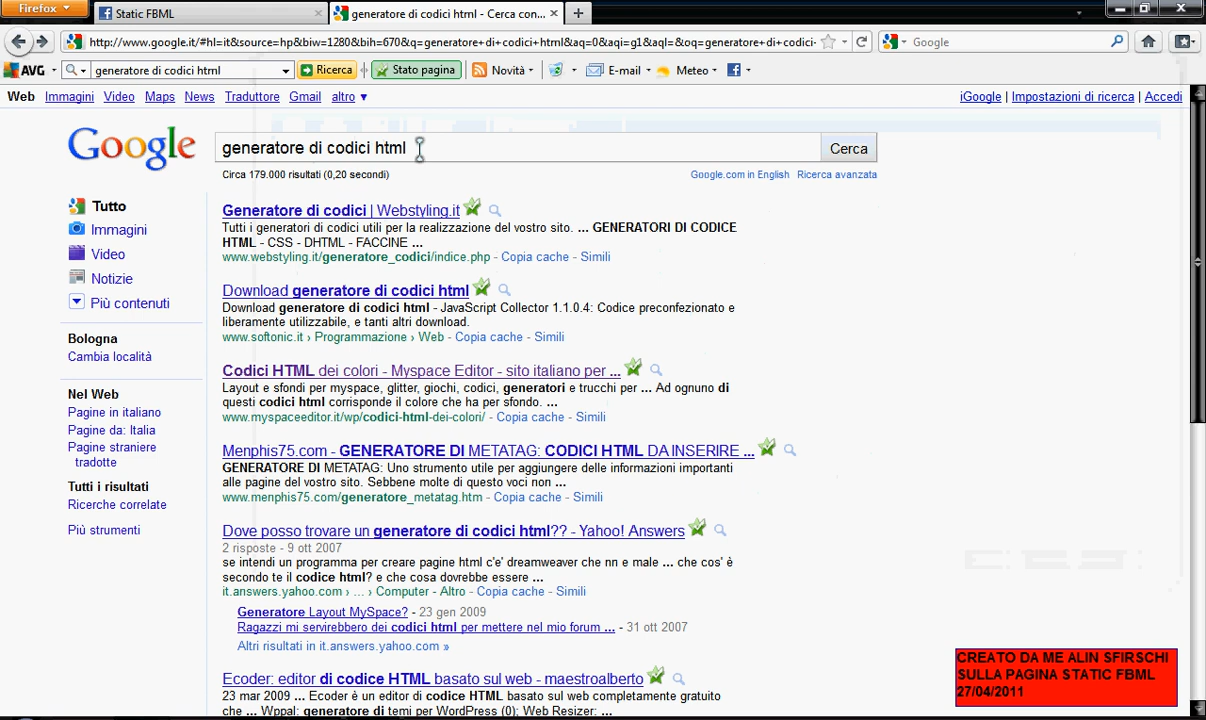 Firefox
Static FBML
generatore di codici html - Cerca con...
http://www.google.it/#hl=it&source=hp&biw=1280&bih=670&q=generatore+di+codici+html&aq=0&aqi=g1&aql=&oq=generatore+di+codici-
Google
AVG
generatore di codici html
Ricerca
Stato pagina
Novità
E-mail
Meteo
Web Immagini Video Maps News Traduttore Gmail altro ▼
iGoogle | Impostazioni di ricerca | Accedi
Google
generatore di codici html
Cerca
Circa 179.000 risultati (0,20 secondi)
Google.com in English Ricerca avanzata
Tutto
Immagini
Video
Notizie
Più contenuti
Bologna
Cambia località
Nel Web
Pagine in italiano
Pagine da: Italia
Pagine straniere
tradotte
Tutti i risultati
Ricerche correlate
Più strumenti
Generatore di codici | Webstyling.it
Tutti i generatori di codici utili per la realizzazione del vostro sito. ... GENERATORI DI CODICE
HTML - CSS - DHTML - FACCINE ...
www.webstyling.it/generatore_codici/indice.php - Copia cache - Simili
Download generatore di codici html
Download generatore di codici html - JavaScript Collector 1.1.0.4: Codice preconfezionato e
liberamente utilizzabile, e tanti altri download.
www.softonic.it › Programmazione › Web - Copia cache - Simili
Codici HTML dei colori - Myspace Editor - sito italiano per ...
Layout e sfondi per myspace, glitter, giochi, codici, generatori e trucchi per ... Ad ognuno di
questi codici html corrisponde il colore che ha per sfondo. ...
www.myspaceeditor.it/wp/codici-html-dei-colori/ - Copia cache - Simili
Menphis75.com - GENERATORE DI METATAG: CODICI HTML DA INSERIRE ...
GENERATORE DI METATAG: Uno strumento utile per aggiungere delle informazioni importanti
alle pagine del vostro sito. Sebbene molte di questo voci non ...
www.menphis75.com/generatore_metatag.htm - Copia cache - Simili
Dove posso trovare un generatore di codici html?? - Yahoo! Answers
2 risposte - 9 ott 2007
se intendi un programma per creare pagine html c'e' dreamweaver che nn e male ... che cos' è
secondo te il codice html? e che cosa dovrebbe essere ...
it.answers.yahoo.com › ... › Computer - Altro - Copia cache - Simili
Generatore Layout MySpace? - 23 gen 2009
Ragazzi mi servirebbero dei codici html per mettere nel mio forum ... - 31 ott 2007
Altri risultati in it.answers.yahoo.com »
Ecoder: editor di codice HTML basato sul web - maestroalberto
23 mar 2009 ... Ecoder è un editor di codice HTML basato sul web completamente gratuito
che ... Wppal: generatore di temi per WordPress (0); Web Resizer: ...
CREATO DA ME ALIN SFIRSCHI
SULLA PAGINA STATIC FBML
27/04/2011